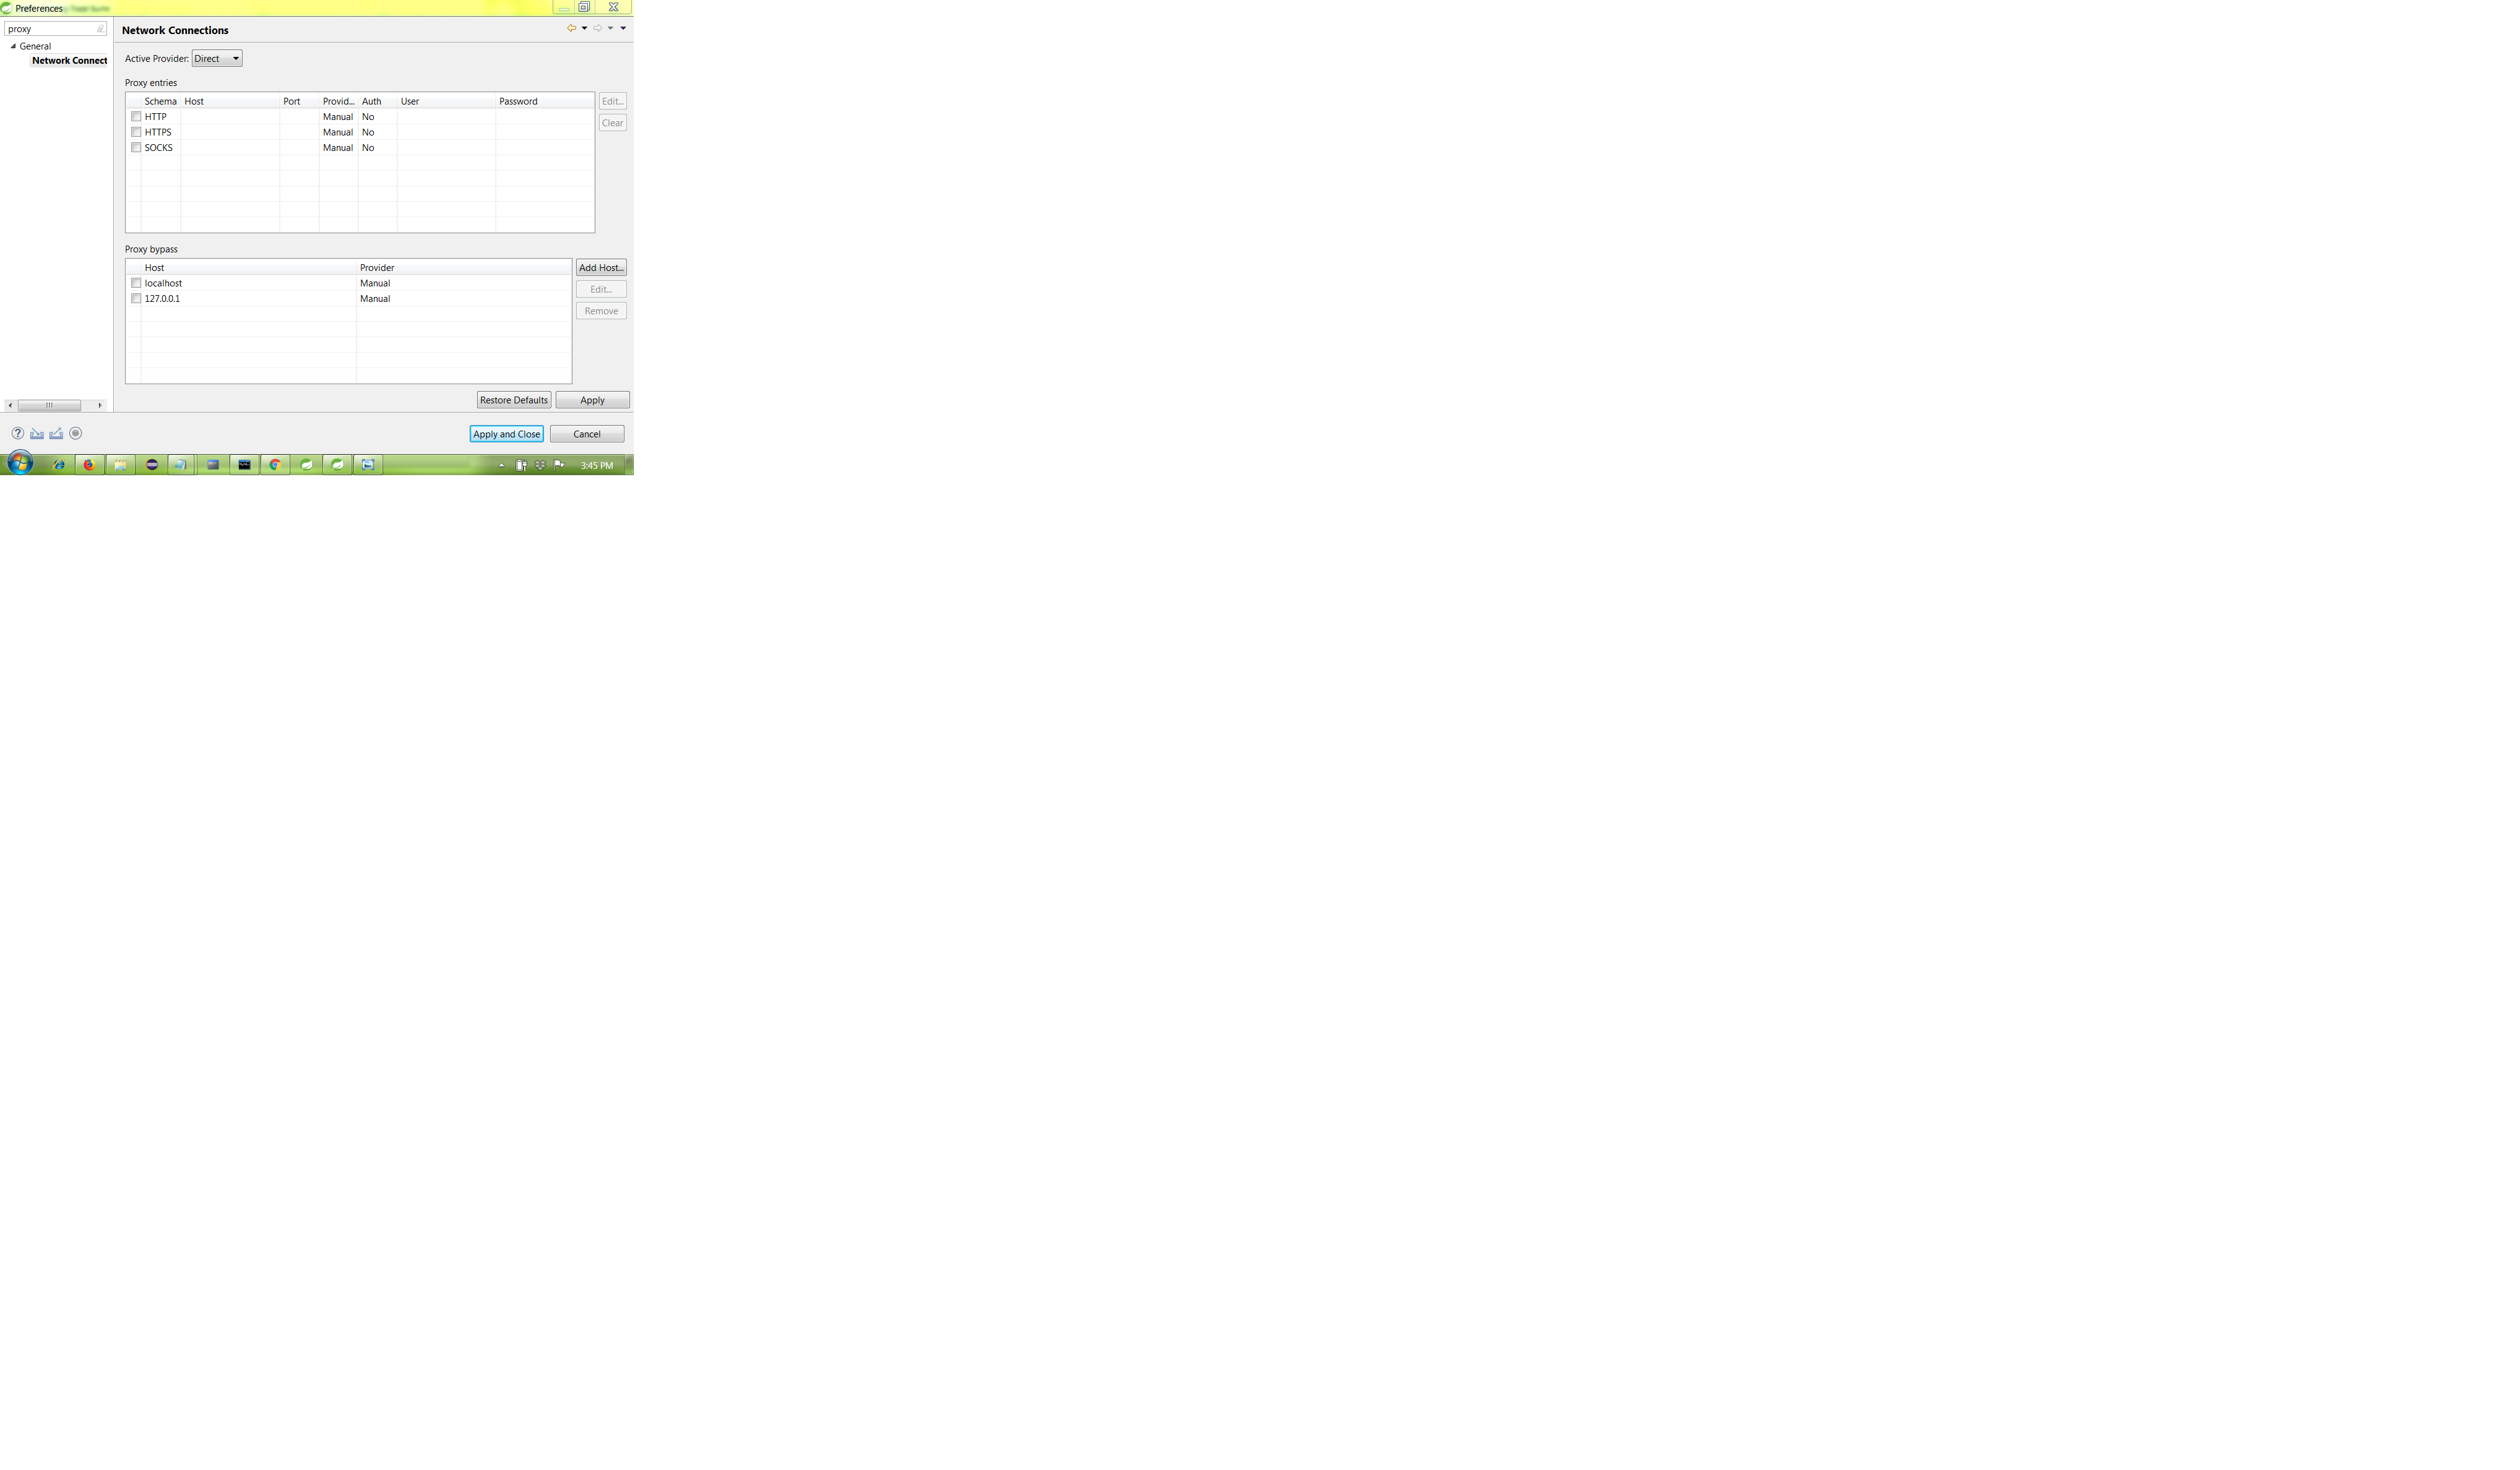 Preferences
proxy
General
Network Connect
Network Connections
Active Provider: Direct
Proxy entries
Schema Host Port Provid... Auth User Password
HTTP Manual No
HTTPS Manual No
SOCKS Manual No
Edit...
Clear
Proxy bypass
Host Provider
localhost Manual
127.0.0.1 Manual
Add Host...
Edit...
Remove
Restore Defaults Apply
Apply and Close Cancel
3:45 PM